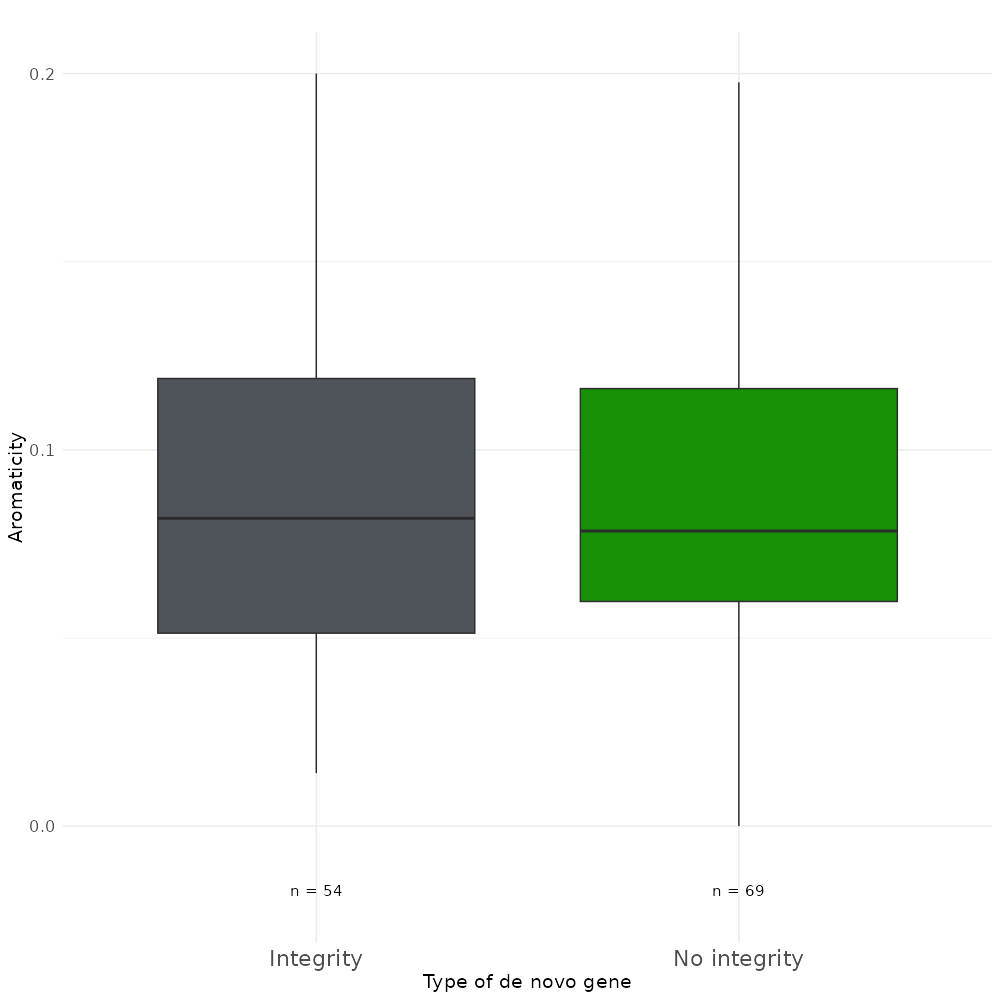 0.2
Aromaticity
0.1
0.0
n = 54
n = 69
Integrity
No integrity
Type of de novo gene